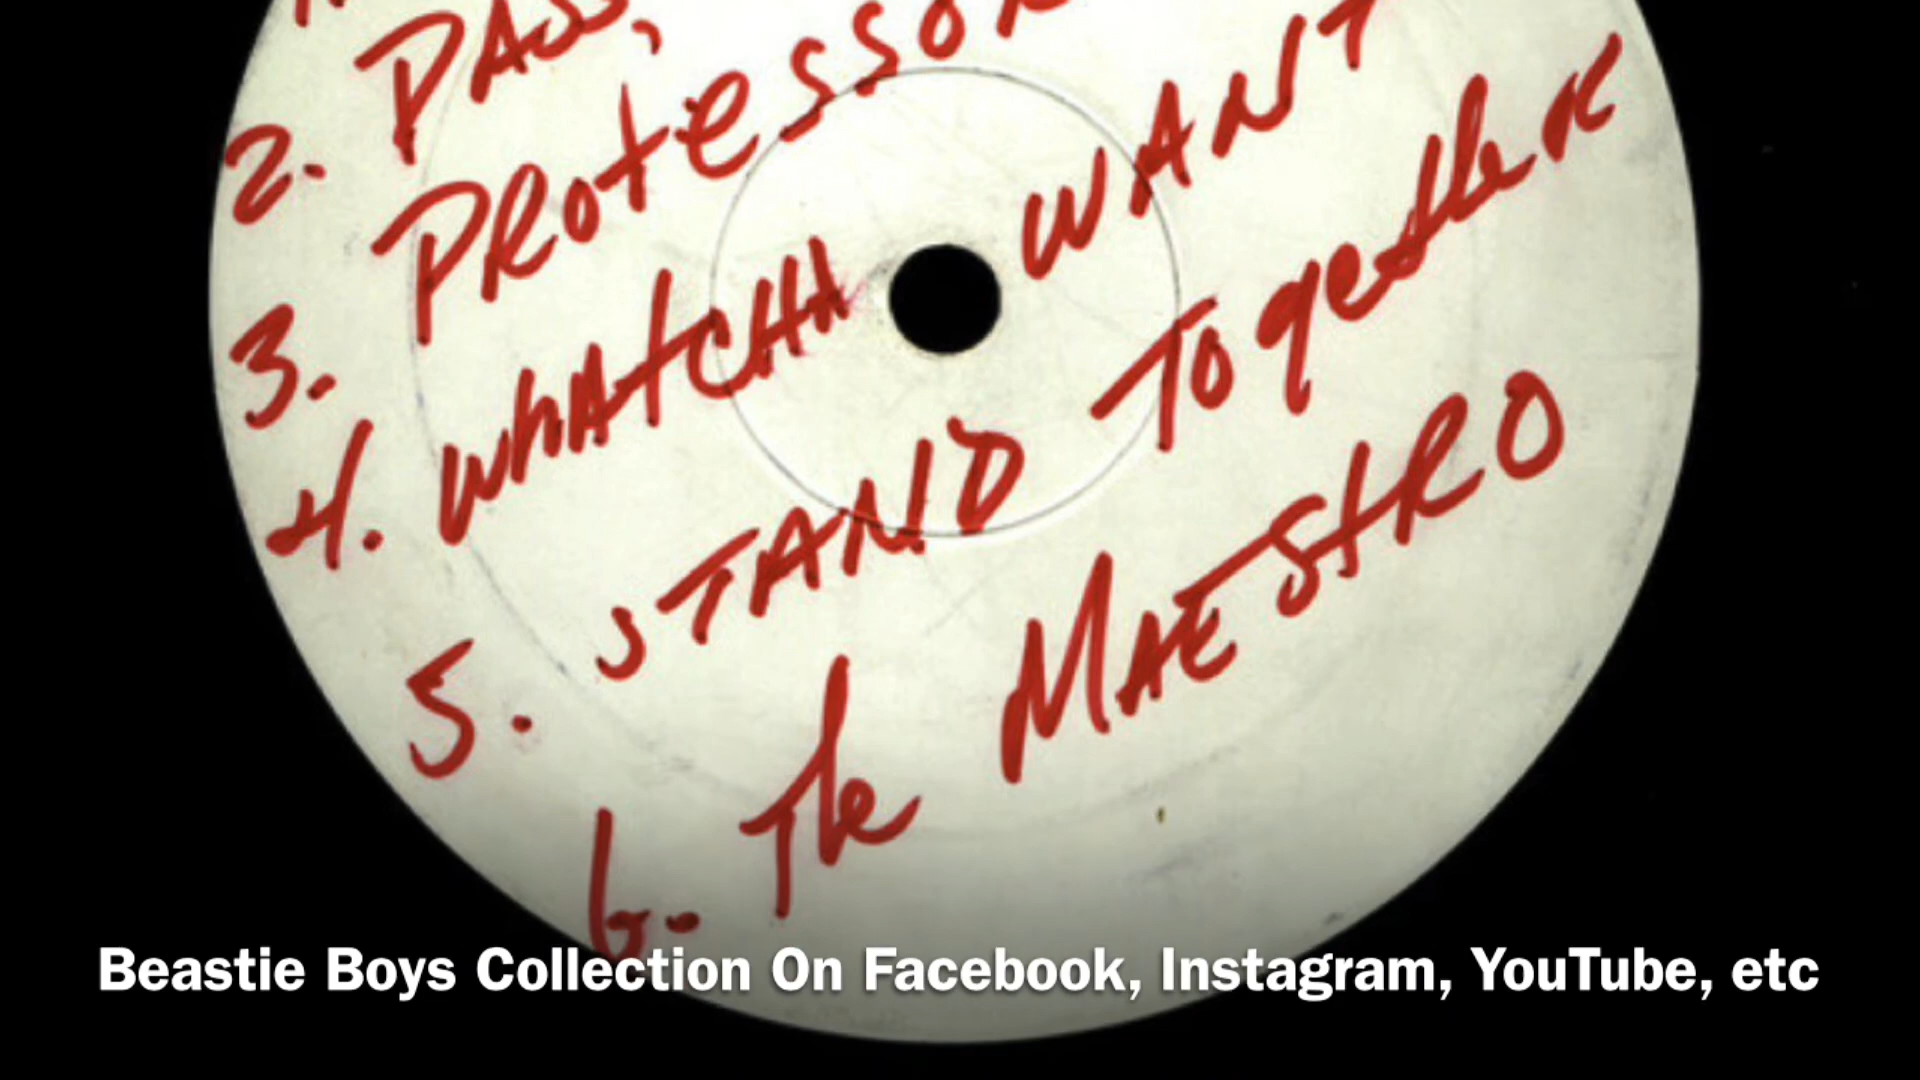 2. PASS,
3. PROfESSOR
4. WHATCHA WANT
5. STAND TogetheR
6. The MAESTRO
Beastie Boys Collection On Facebook, Instagram, YouTube, etc